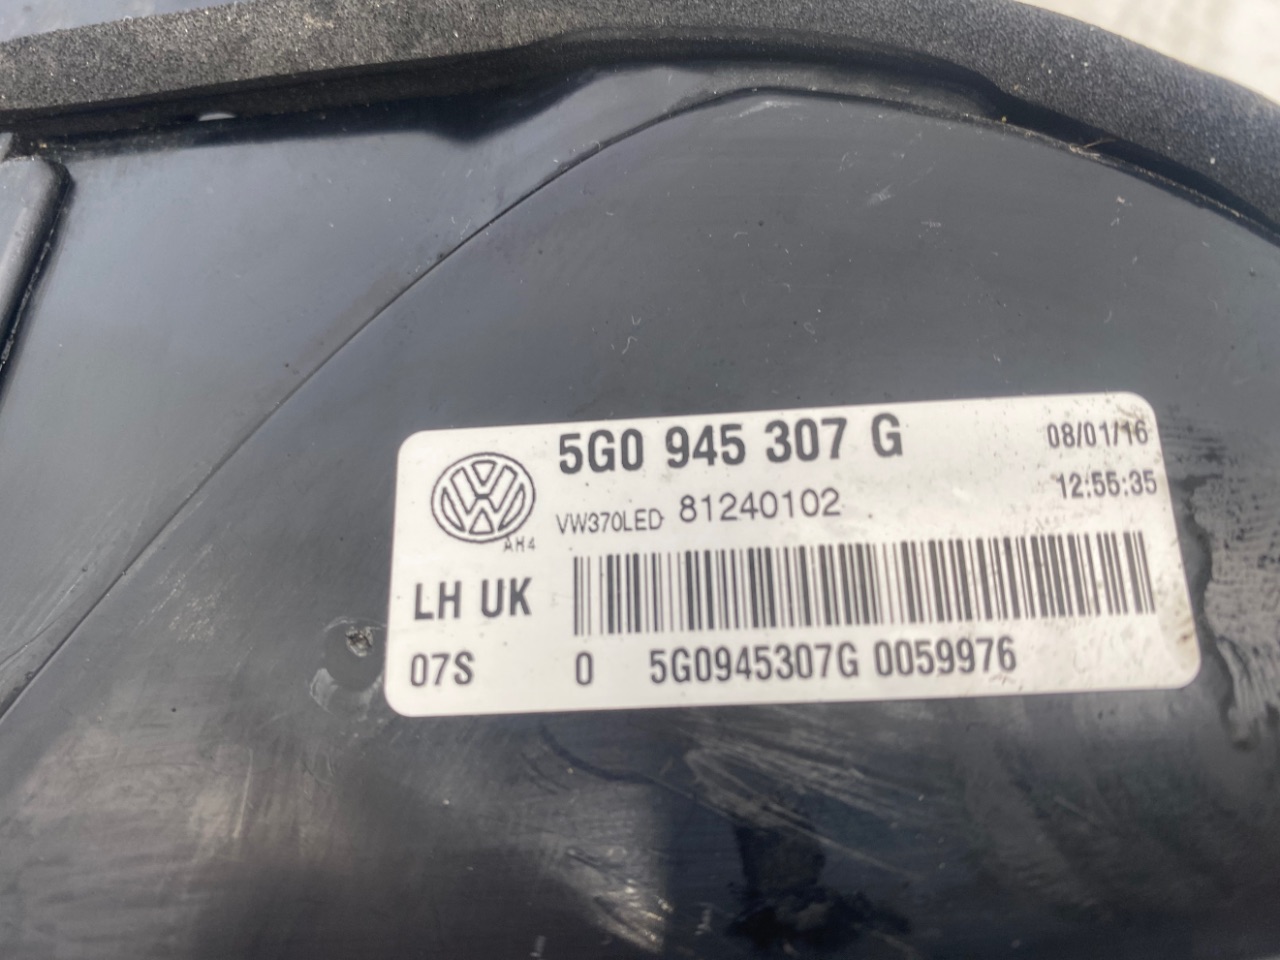 5G0 945 307 G 08/01/16
VW370LED 81240102 12:55:35
AH4
LH UK
07S 0 5G0945307G 0059976